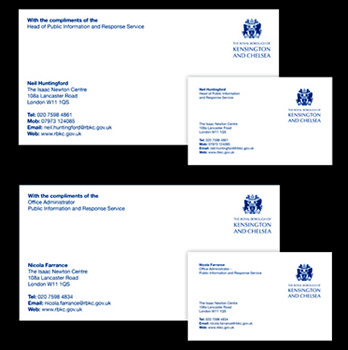 With the compliments of the
Head of Public Information and Response Service
THE ROYAL BOROUGH OF
KENSINGTON
AND CHELSEA
Neil Huntingford
The Isaac Newton Centre
108a Lancaster Road
London W11 1QS
Tel: 020 7598 4861
Mob: 07973 124085
Email: neil.huntingford@rbkc.gov.uk
Web: www.rbkc.gov.uk
Neil Huntingford
Head of Public Information
and Response Service
THE ROYAL BOROUGH OF
KENSINGTON
AND CHELSEA
The Isaac Newton Centre
108a Lancaster Road
London W11 1QS
Tel: 020 7598 4861
Mob: 07973 124085
Email: neil.huntingford@rbkc.gov.uk
Web: www.rbkc.gov.uk
With the compliments of the
Office Administrator
Public Information and Response Service
THE ROYAL BOROUGH OF
KENSINGTON
AND CHELSEA
Nicola Farrance
The Isaac Newton Centre
108a Lancaster Road
London W11 1QS
Tel: 020 7598 4834
Email: nicola.farrance@rbkc.gov.uk
Web: www.rbkc.gov.uk
Nicola Farrance
Office Administrator
Public Information and Response Service
THE ROYAL BOROUGH OF
KENSINGTON
AND CHELSEA
The Isaac Newton Centre
108a Lancaster Road
London W11 1QS
Tel: 020 7598 4834
Email: nicola.farrance@rbkc.gov.uk
Web: www.rbkc.gov.uk